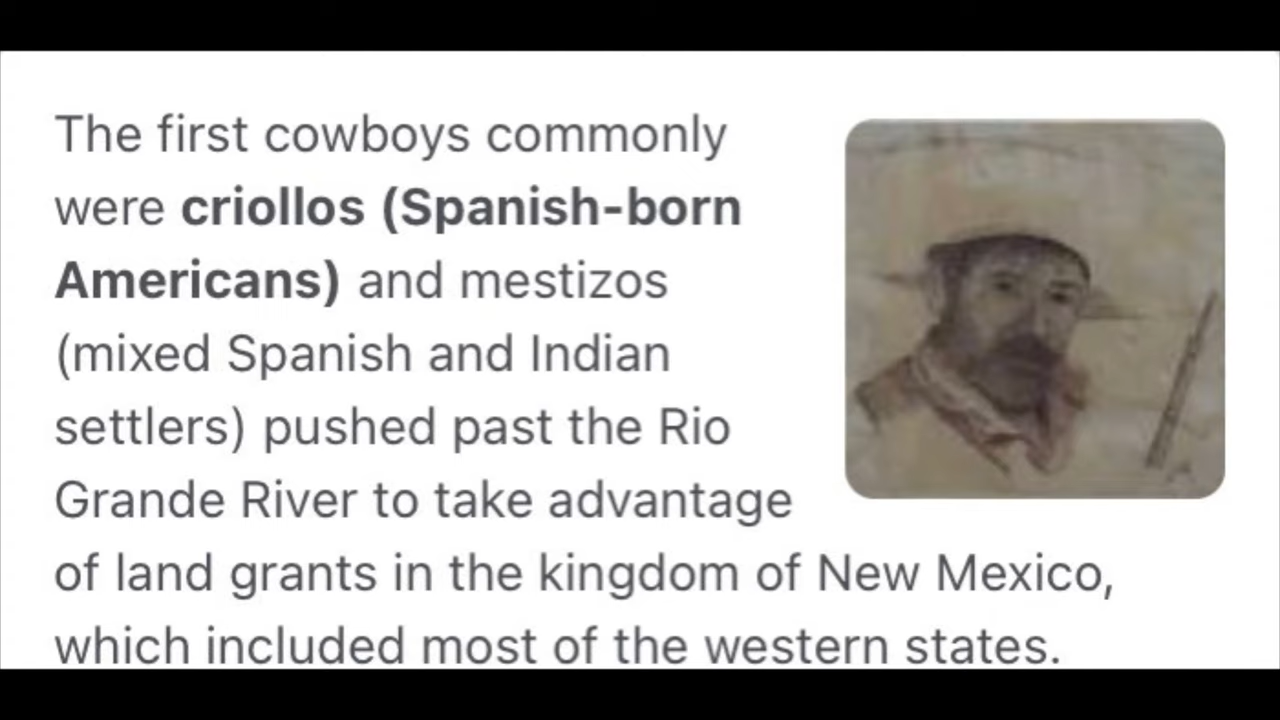 The first cowboys commonly
were criollos (Spanish-born
Americans) and mestizos
(mixed Spanish and Indian
settlers) pushed past the Rio
Grande River to take advantage
of land grants in the kingdom of New Mexico,
which included most of the western states.